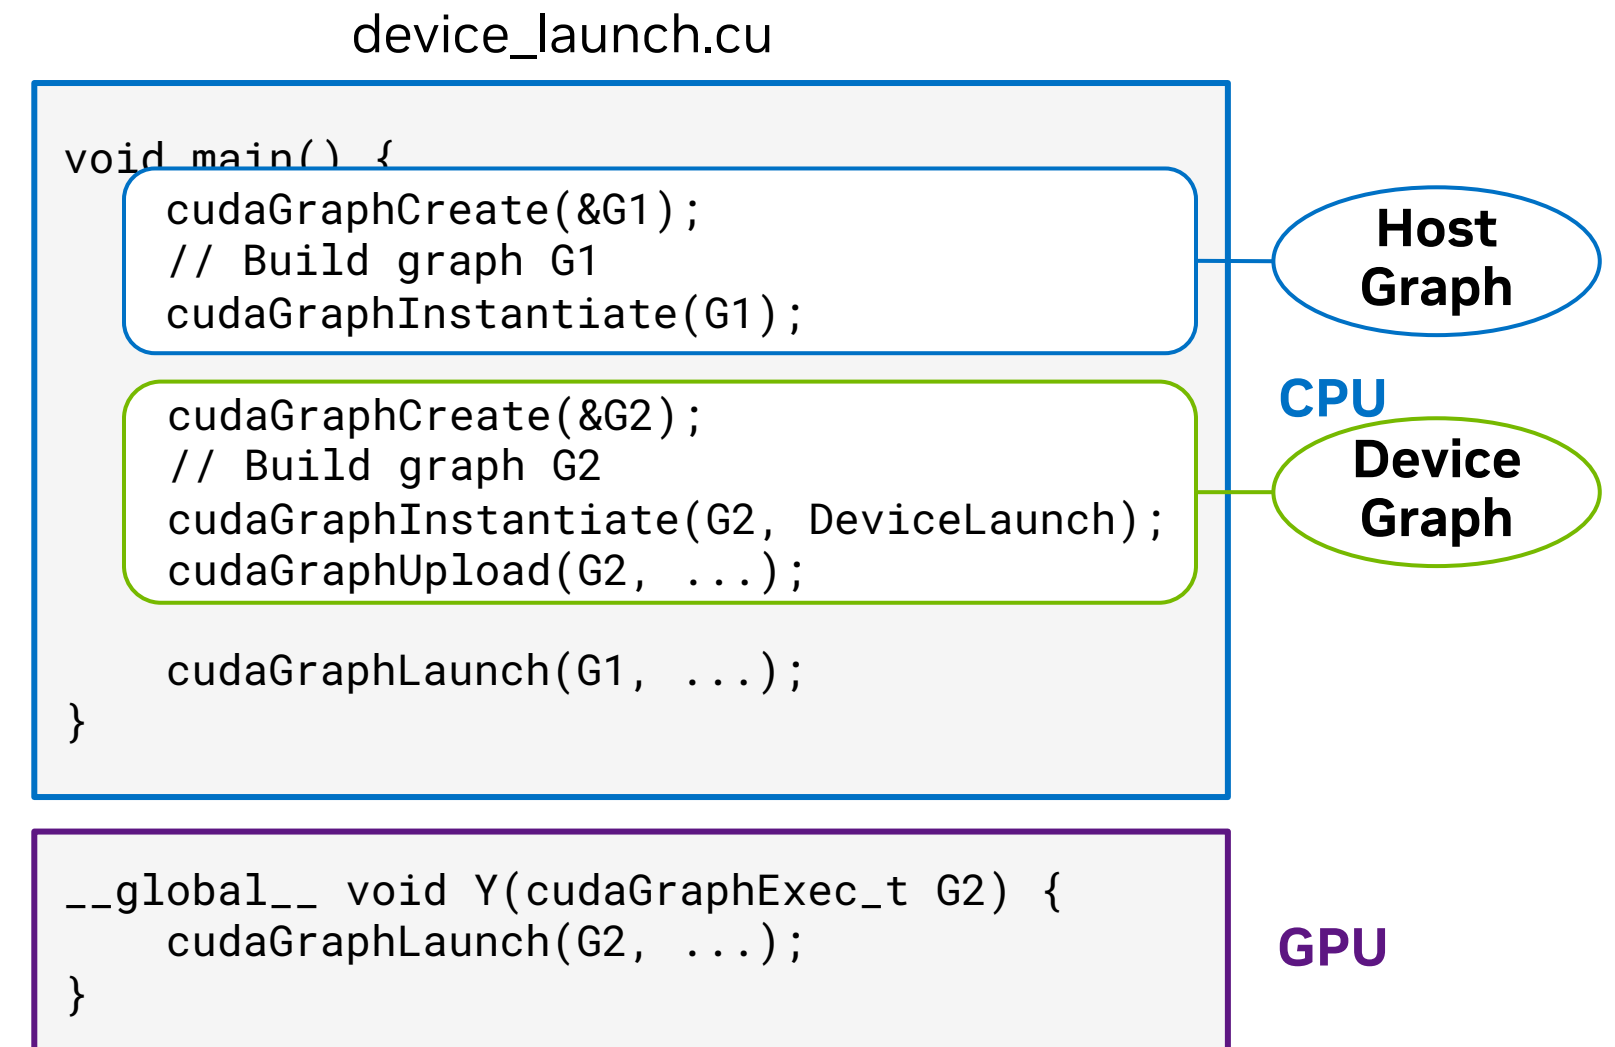 device_launch.cu
void main() {
cudaGraphCreate(&G1);
// Build graph G1
cudaGraphInstantiate(G1);
Host
Graph
CPU
cudaGraphCreate(&G2);
// Build graph G2
cudaGraphInstantiate(G2, DeviceLaunch);
cudaGraphUpload(G2, ...);
Device
Graph
cudaGraphLaunch(G1, ...);
}
__global__ void Y(cudaGraphExec_t G2) {
cudaGraphLaunch(G2, ...);
}
GPU